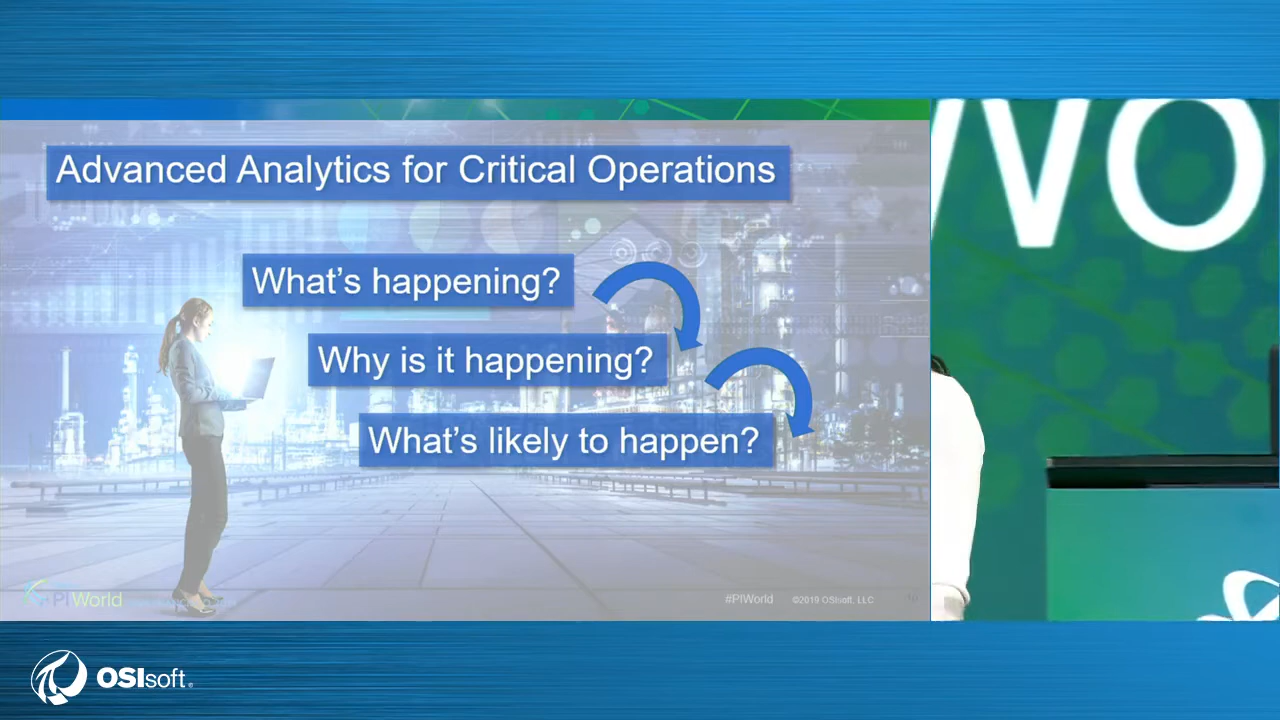 Advanced Analytics for Critical Operations
What's happening?
Why is it happening?
What's likely to happen?
PIWorld
#PIWorld
©2019 OSIsoft, LLC
WO
OSIsoft.